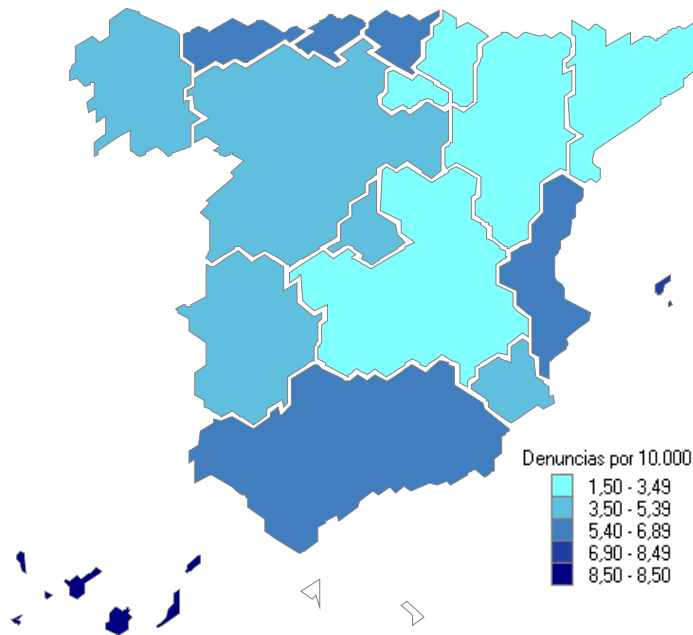 Denuncias por 10.000
1,50 - 3,49
3,50 - 5,39
5,40 - 6,89
6,90 - 8,49
8,50 - 8,50